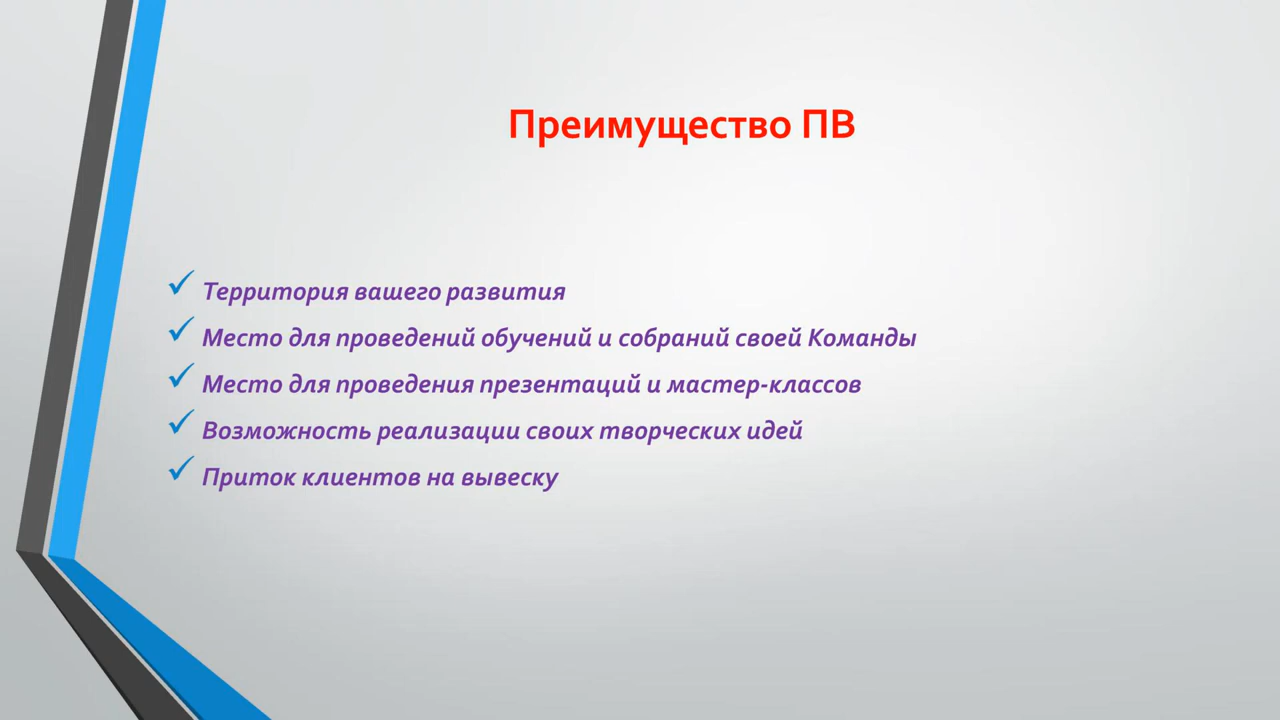 Преимущество ПВ
Территория вашего развития
Место для проведений обучений и собраний своей Команды
Место для проведения презентаций и мастер-классов
Возможность реализации своих творческих идей
Приток клиентов на вывеску